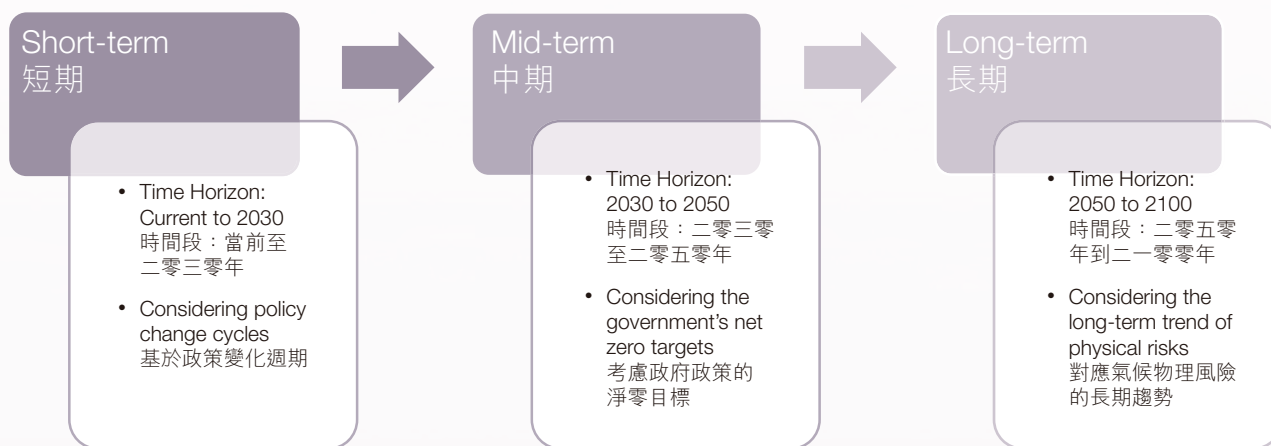 Short-term
短期
• Time Horizon:
Current to 2030
時間段：當前至
二零三零年
• Considering policy
change cycles
基於政策變化週期
Mid-term
中期
• Time Horizon:
2030 to 2050
時間段：二零三零
至二零五零年
• Considering the
government’s net
zero targets
考慮政府政策的
淨零目標
Long-term
長期
• Time Horizon:
2050 to 2100
時間段：二零五零
年到二一零零年
• Considering the
long-term trend of
physical risks
對應氣候物理風險
的長期趨勢